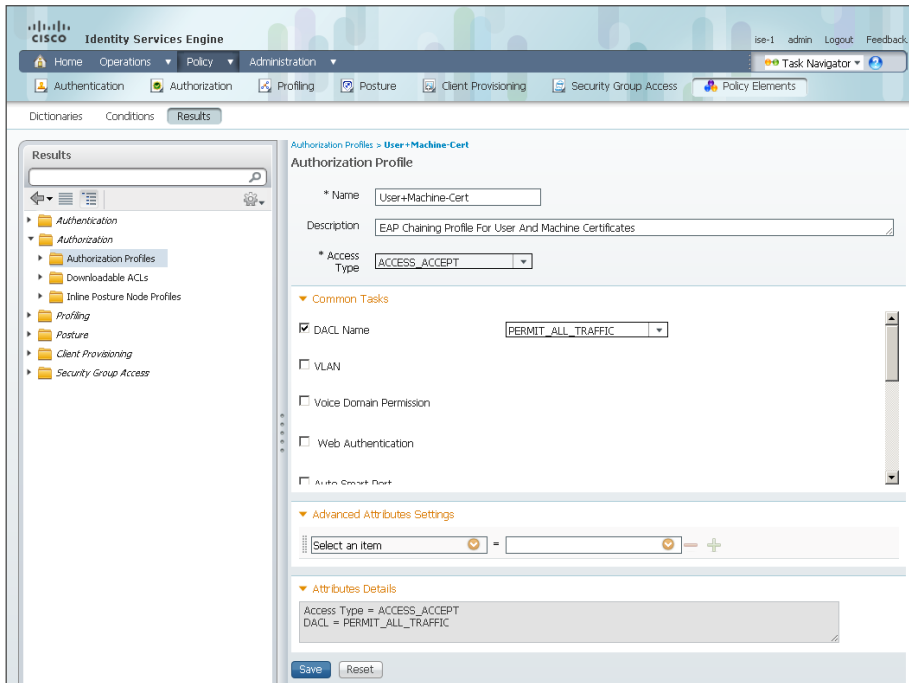 CISCO Identity Services Engine
ise-1 admin Logout Feedback
Home Operations Policy Administration Task Navigator
Authentication Authorization Profiling Posture Client Provisioning Security Group Access Policy Elements
Dictionaries Conditions Results
Results
Authentication
Authorization
Authorization Profiles
Downloadable ACLs
Inline Posture Node Profiles
Profiling
Posture
Client Provisioning
Security Group Access
Authorization Profiles > User+Machine-Cert
Authorization Profile
* Name User+Machine-Cert
Description EAP Chaining Profile For User And Machine Certificates
* Access
Type ACCESS_ACCEPT
Common Tasks
DACL Name PERMIT_ALL_TRAFFIC
VLAN
Voice Domain Permission
Web Authentication
Auto Smart Port
Advanced Attributes Settings
Select an item =
Attributes Details
Access Type = ACCESS_ACCEPT
DACL = PERMIT_ALL_TRAFFIC
Save Reset